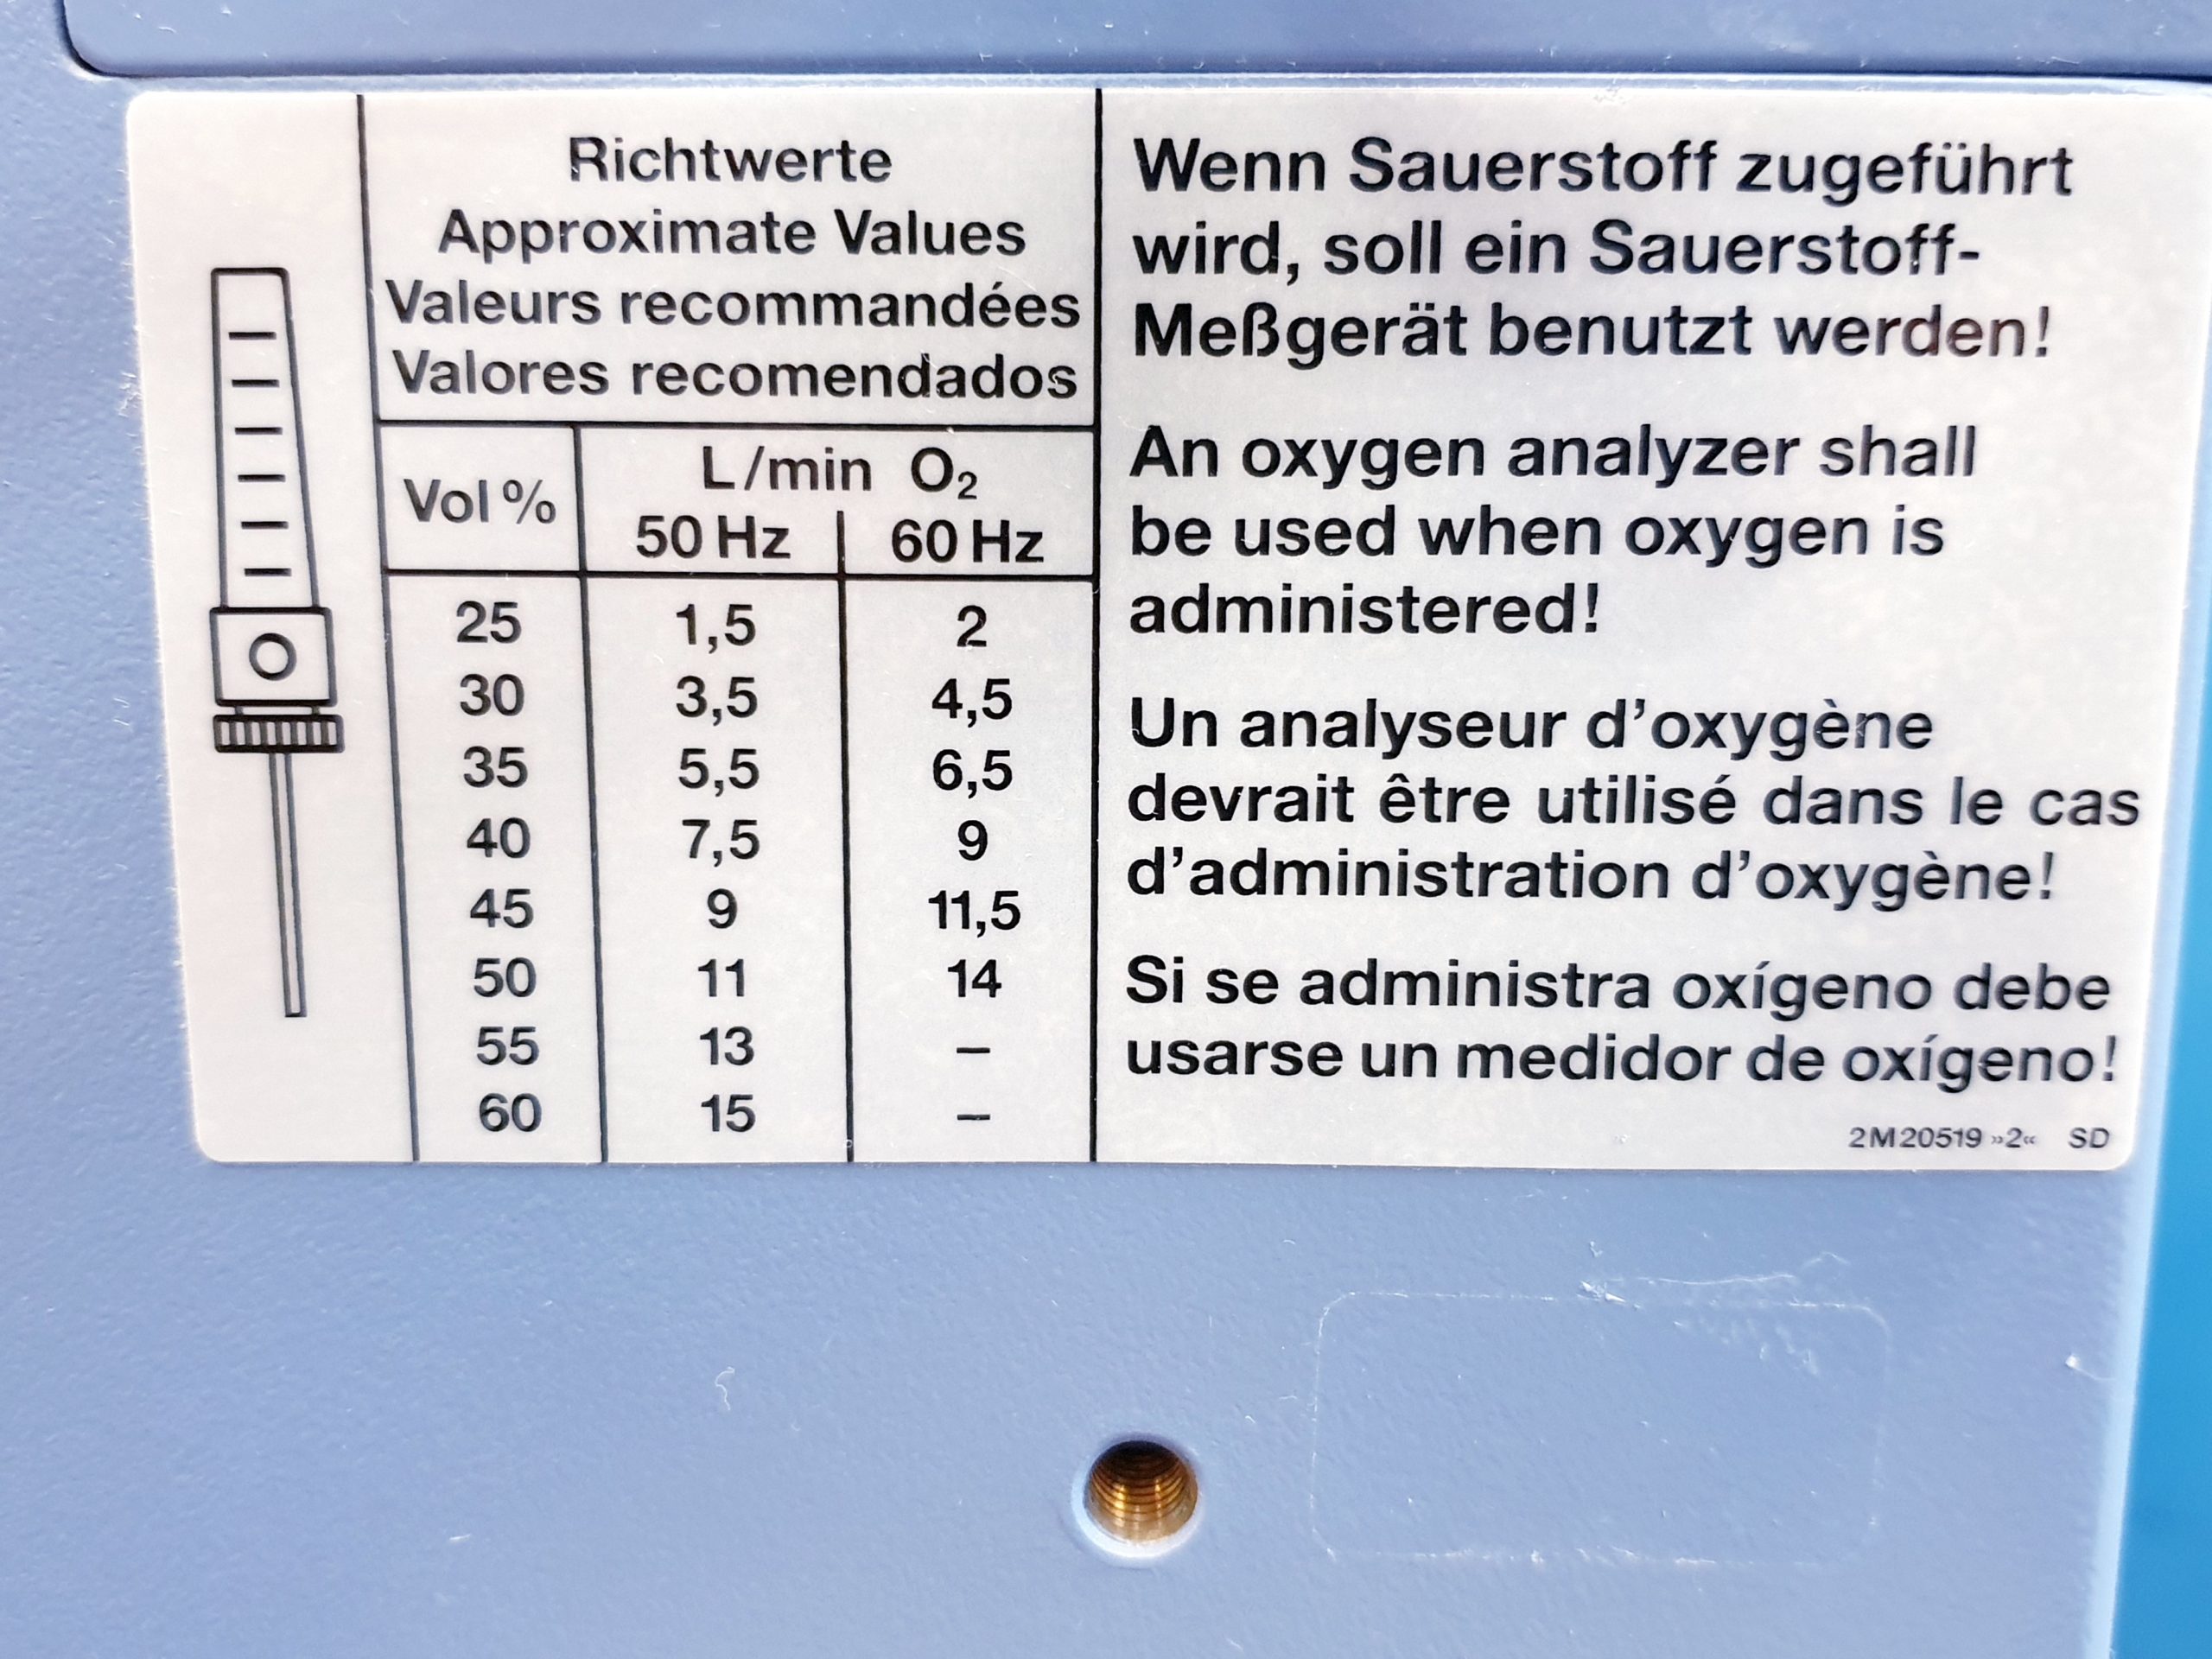 Richtwerte
Approximate Values
Valeurs recommandées
Valores recomendados
Vol % L/min O₂
50 Hz 60 Hz
25 1,5 2
30 3,5 4,5
35 5,5 6,5
40 7,5 9
45 9 11,5
50 11 14
55 13 –
60 15 –
Wenn Sauerstoff zugeführt
wird, soll ein Sauerstoff-
Meßgerät benutzt werden!
An oxygen analyzer shall
be used when oxygen is
administered!
Un analyseur d’oxygène
devrait être utilisé dans le cas
d’administration d’oxygène!
Si se administra oxígeno debe
usarse un medidor de oxígeno!
2M20519 »2« SD